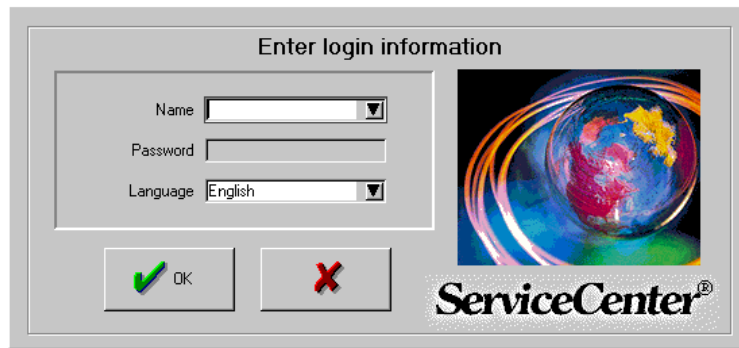 Enter login information
Name
Password
Language English
OK
ServiceCenter®